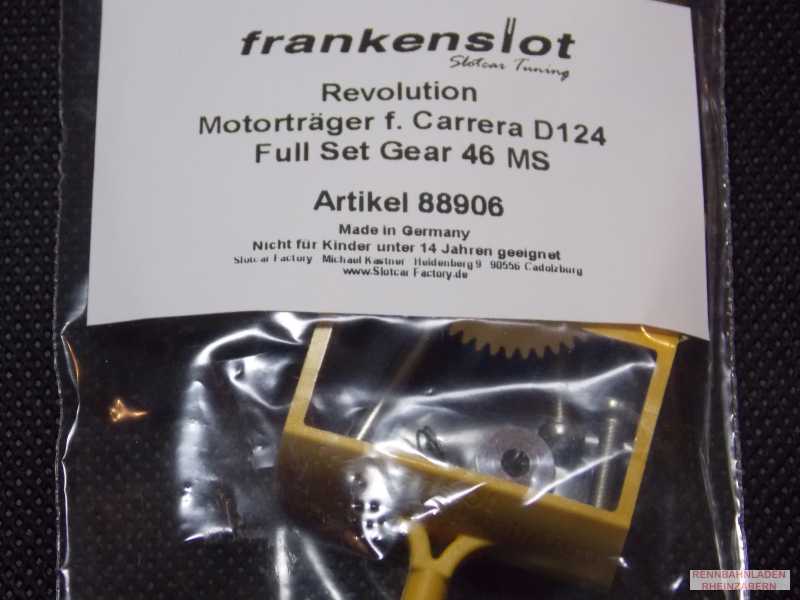 frankenslot
Slotcar Tuning
Revolution
Motorträger f. Carrera D124
Full Set Gear 46 MS
Artikel 88906
Made in Germany
Nicht für Kinder unter 14 Jahren geeignet
Slotcar Factory Michael Kastner Heidenberg 9 90556 Cadolzburg
www.Slotcar Factory.de
RENNBAHNLADEN
RHEINZABERN